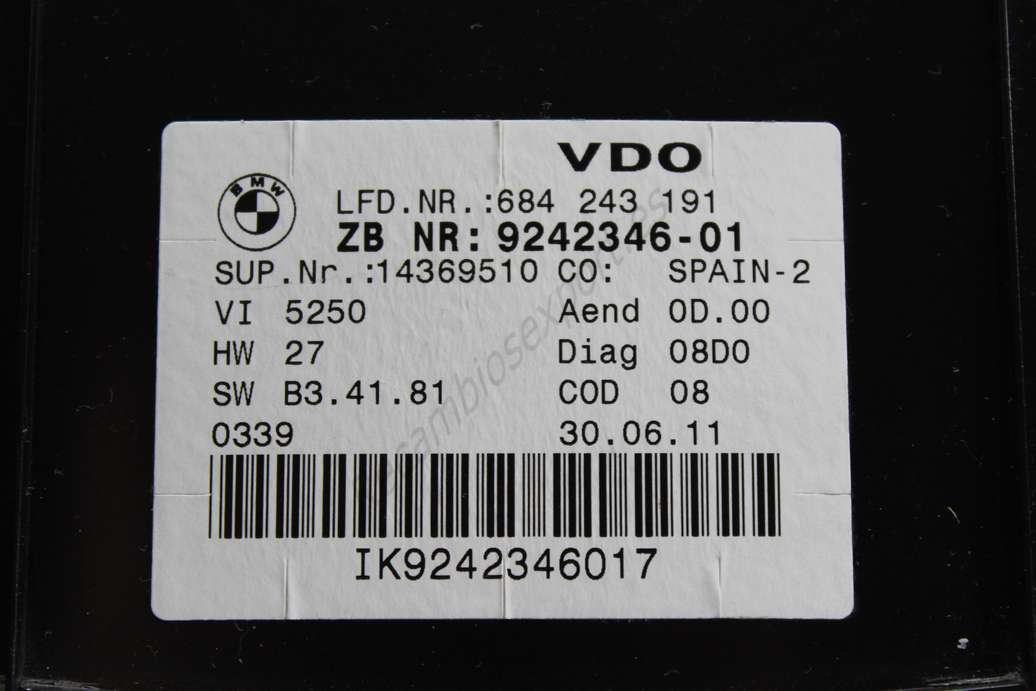 VDO
BMW
LFD.NR.:684 243 191
ZB NR:9242346-01
SUP.Nr.:14369510 CO: SPAIN-2
VI 5250 Aend 0D.00
HW 27 Diag 08D0
SW B3.41.81 COD 08
0339 30.06.11
IK9242346017